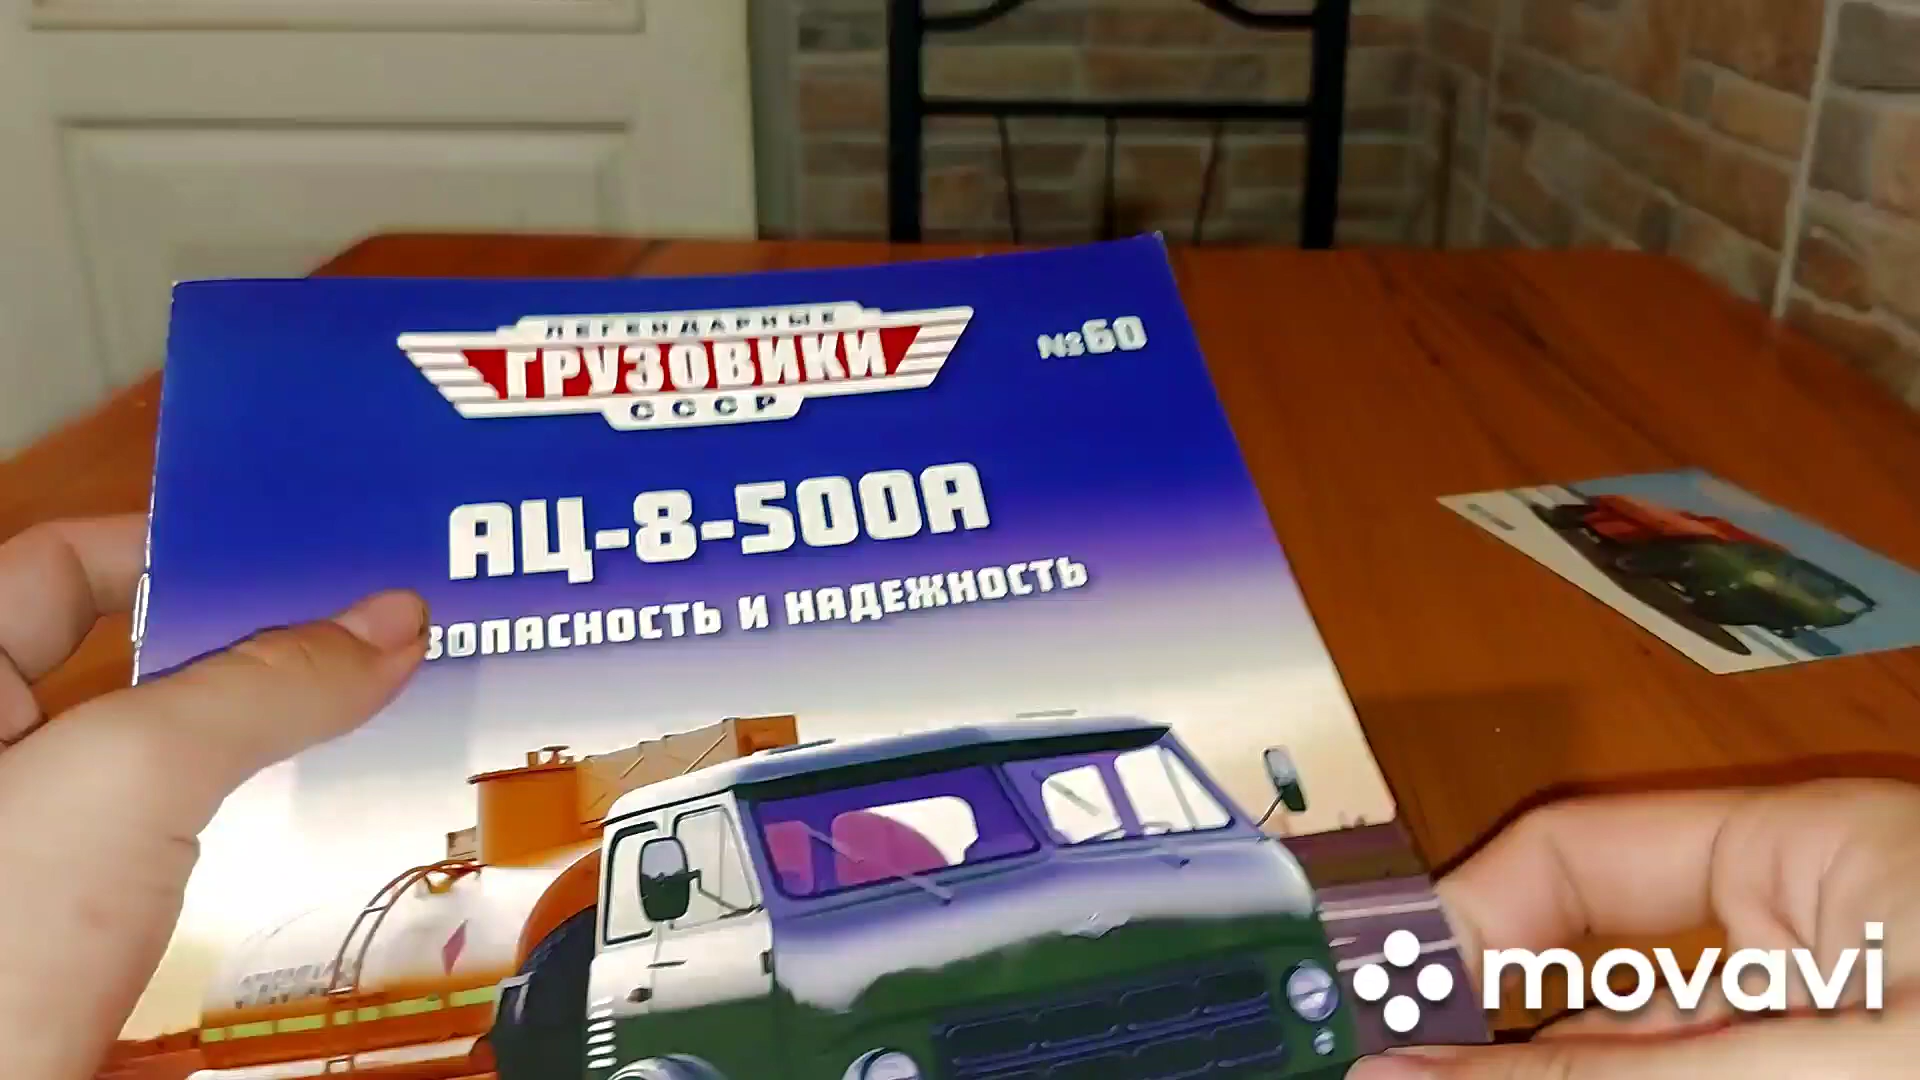 ЛЕГЕНДАРНЫЕ
ГРУЗОВИКИ
СССР
№60
АЦ-8-500А
ЗОПАСНОСТЬ И НАДЕЖНОСТЬ
movavi